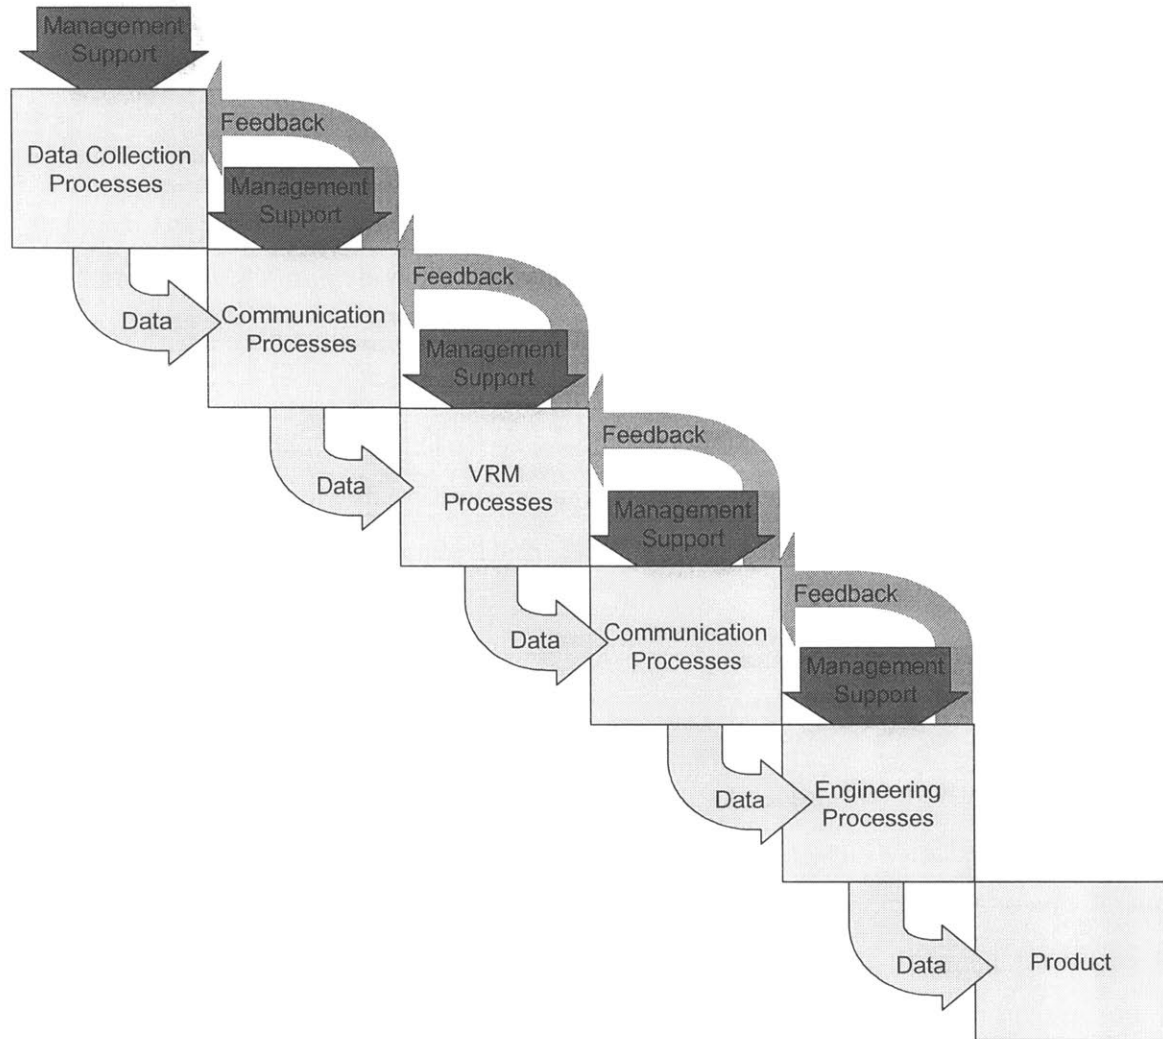 Management
Support
Feedback
Data Collection
Processes
Management
Support
Feedback
Data
Communication
Processes
Management
Support
Feedback
Data
VRM
Processes
Management
Support
Feedback
Data
Communication
Processes
Management
Support
Data
Engineering
Processes
Data
Product